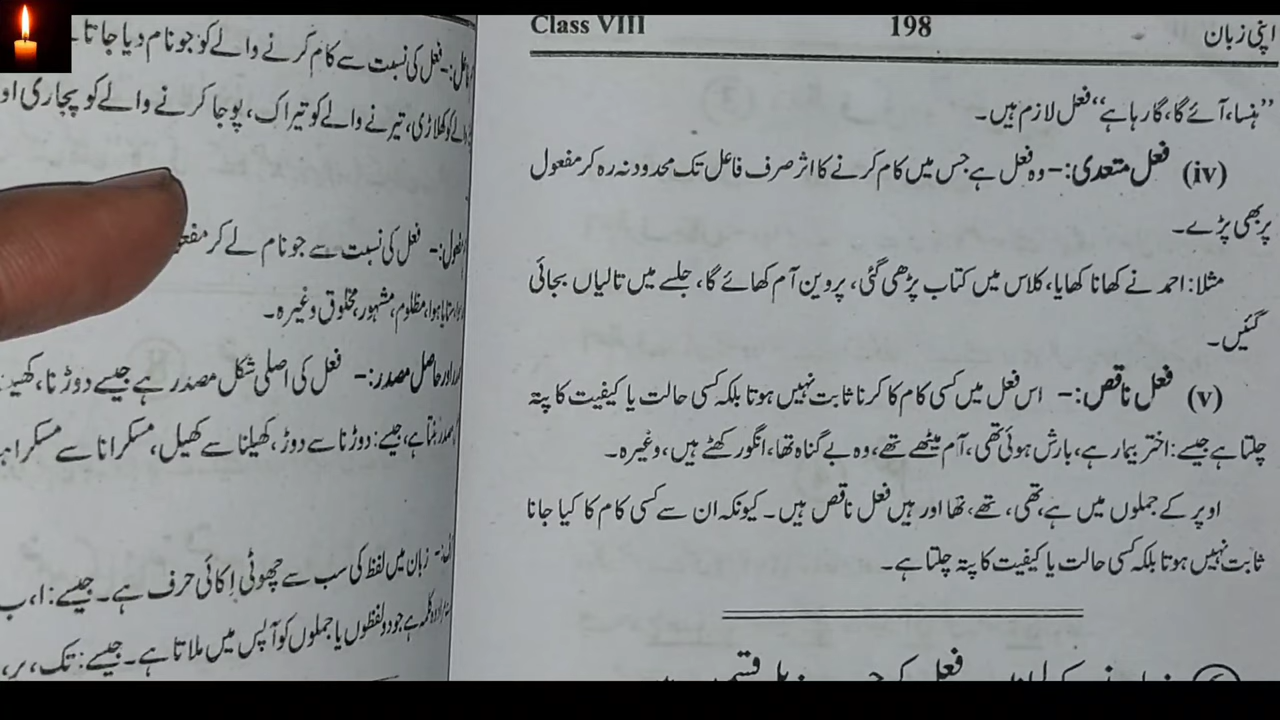 Class VIII 198 اپنی زبان
”ہنسا، آئے گا، گا رہا ہے“ فعل لازم ہیں۔
(iv) فعل متعدی:- وہ فعل ہے جس میں کام کرنے کا اثر صرف فاعل تک محدود نہ رہ کر مفعول
پر بھی پڑے۔
مثلا: احمد نے کھانا کھایا، کلاس میں کتاب پڑھی گئی، پروین آم کھائے گا، جلسے میں تالیاں بجائی
گئیں۔
(v) فعل ناقص:- اس فعل میں کسی کام کا کرنا ثابت نہیں ہوتا بلکہ کسی حالت یا کیفیت کا پتہ
چلتا ہے جیسے: اختر بیمار ہے، بارش ہوئی تھی، آم میٹھے تھے، وہ بے گناہ تھا، انگور کھٹے ہیں، وغیرہ۔
اوپر کے جملوں میں ہے، تھی، تھے، تھا اور ہیں فعل ناقص ہیں۔ کیونکہ ان سے کسی کام کا کیا جانا
ثابت نہیں ہوتا بلکہ کسی حالت یا کیفیت کا پتہ چلتا ہے۔
فعل کی نسبت سے کام کرنے والے کو جو نام دیا جاتا
کھلاڑی، تیرنے والے کو تیراک، پوجا کرنے والے کو پجاری
فعل کی نسبت سے جو نام لے کر
مظلوم، مشہور، مخلوق وغیرہ۔
اور حاصل مصدر:- فعل کی اصلی شکل مصدر ہے جیسے دوڑنا،
بنتا ہے، جیسے: دوڑنا سے دوڑ، کھیلنا سے کھیل، مسکرانا سے
زبان میں لفظ کی سب سے چھوٹی اِکائی حرف ہے۔ جیسے: ا، ب
ہے جو دو لفظوں یا جملوں کو آپس میں ملاتا ہے۔ جیسے: تک، پر،